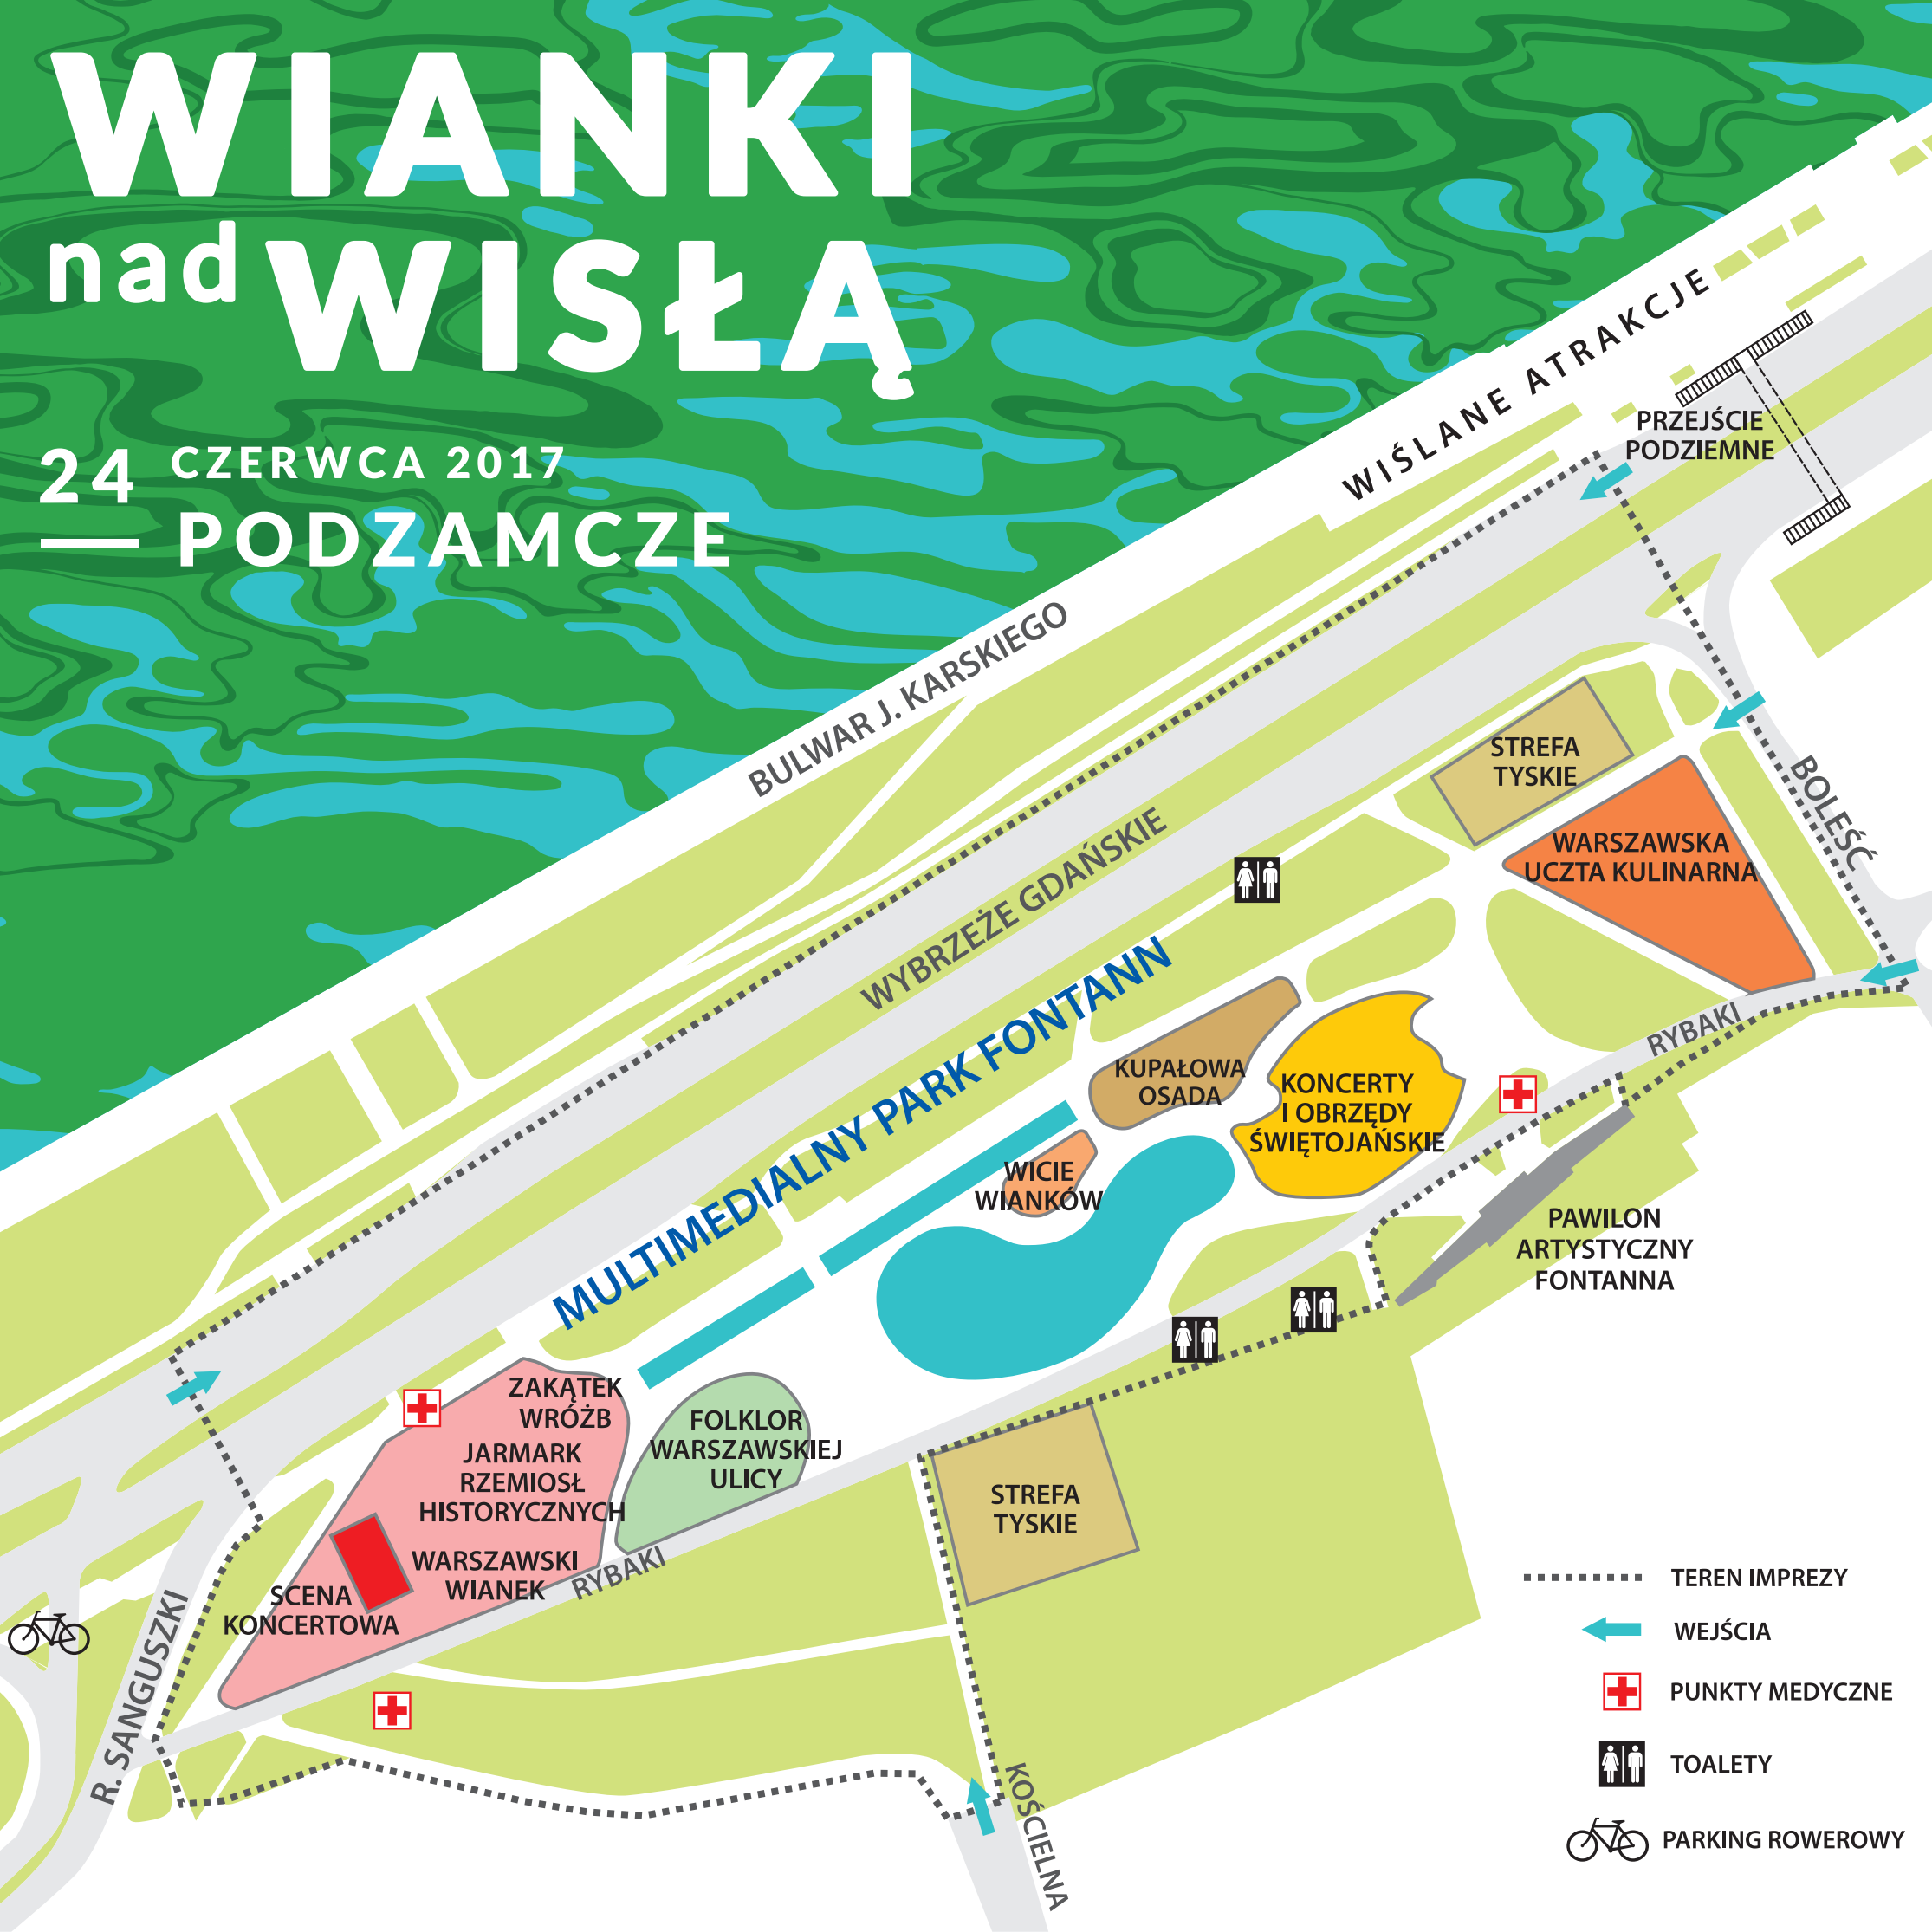 WIANKI
nad WISŁĄ
24 CZERWCA 2017
PODZAMCZE
WIŚLANE ATRAKCJE
PRZEJŚCIE
PODZIEMNE
BULWAR J. KARSKIEGO
WYBRZEŻE GDAŃSKIE
STREFA
TYSKIE
BOLEŚĆ
WARSZAWSKA
UCZTA KULINARNA
MULTIMEDIALNY PARK FONTANN
RYBAKI
KUPAŁOWA
OSADA
KONCERTY
I OBRZĘDY
ŚWIĘTOJAŃSKIE
WICIE
WIANKÓW
PAWILON
ARTYSTYCZNY
FONTANNA
ZAKĄTEK
WRÓŻB
JARMARK
RZEMIOSŁ
HISTORYCZNYCH
FOLKLOR
WARSZAWSKIEJ
ULICY
STREFA
TYSKIE
WARSZAWSKI
WIANEK
RYBAKI
SCENA
KONCERTOWA
R. SANGUSZKI
KOŚCIELNA
TEREN IMPREZY
WEJŚCIA
PUNKTY MEDYCZNE
TOALETY
PARKING ROWEROWY